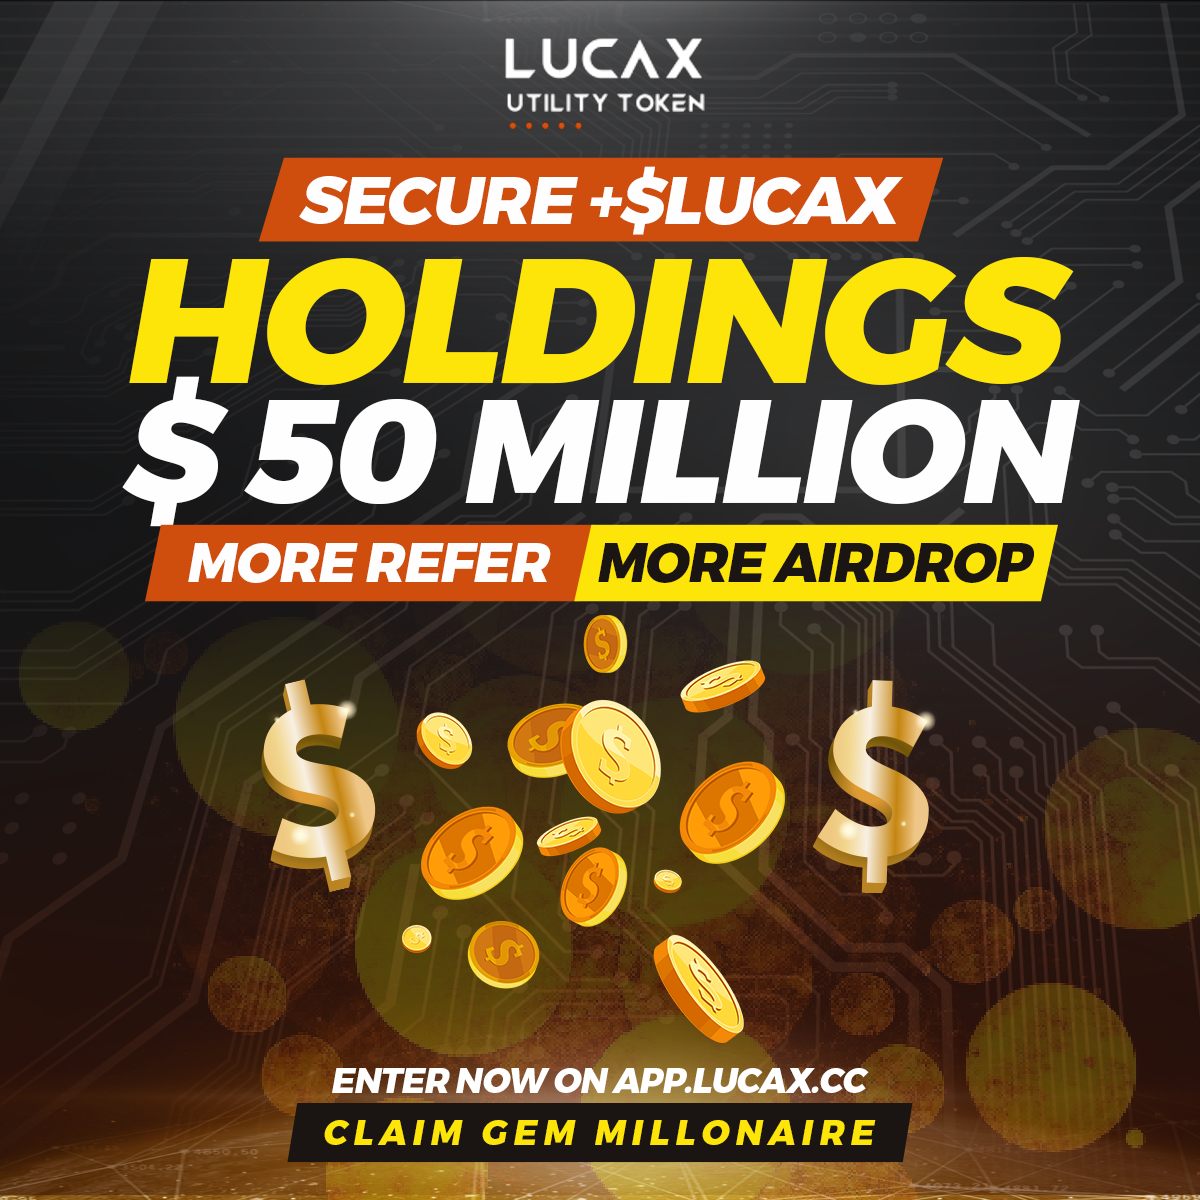 LUCAX
UTILITY TOKEN
SECURE +$LUCAX
HOLDINGS
$ 50 MILLION
MORE REFER MORE AIRDROP
ENTER NOW ON APP.LUCAX.CC
CLAIM GEM MILLONAIRE